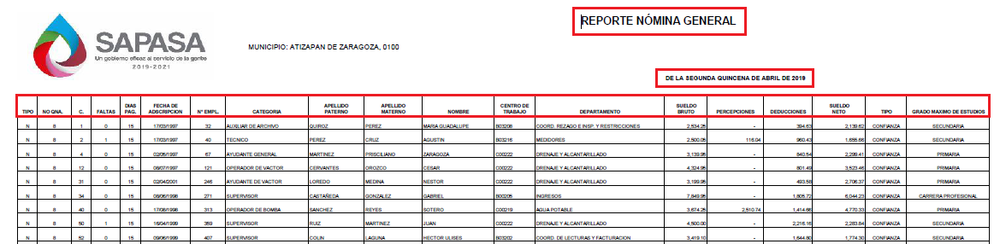 REPORTE NÓMINA GENERAL
SAPASA
Un gobierno eficaz al servicio de la gente
2019-2021
MUNICIPIO: ATIZAPAN DE ZARAGOZA, 0100
DE LA SEGUNDA QUINCENA DE ABRIL DE 2019
TIPO NO QNA. C. FALTAS DIAS PAG. FECHA DE ADSCRIPCION N° EMPL. CATEGORIA APELLIDO PATERNO APELLIDO MATERNO NOMBRE CENTRO DE TRABAJO DEPARTAMENTO SUELDO BRUTO PERCEPCIONES DEDUCCIONES SUELDO NETO TIPO GRADO MAXIMO DE ESTUDIOS
N 8 1 0 15 17/03/1997 32 AUXILIAR DE ARCHIVO QUIROZ PEREZ MARIA GUADALUPE B03208 COORD. REZAGO E INSP. Y RESTRICCIONES 2,534.25 - 394.63 2,139.62 CONFIANZA SECUNDARIA
N 8 2 1 15 17/03/1997 40 TECNICO PEREZ CRUZ AGUSTIN B03216 MEDIDORES 2,500.05 116.04 960.43 1,655.66 CONFIANZA SECUNDARIA
N 8 4 0 15 02/05/1997 67 AYUDANTE GENERAL MARTINEZ PRISCILIANO ZARAGOZA C00222 DRENAJE Y ALCANTARILLADO 3,139.95 - 840.54 2,299.41 CONFIANZA PRIMARIA
N 8 12 0 15 08/07/1997 121 OPERADOR DE VACTOR CERVANTES OROZCO CESAR C00222 DRENAJE Y ALCANTARILLADO 4,324.95 - 801.49 3,523.46 CONFIANZA PRIMARIA
N 8 31 0 15 02/04/2001 246 AYUDANTE DE VACTOR LOREDO MEDINA NESTOR C00222 DRENAJE Y ALCANTARILLADO 3,199.95 - 493.58 2,706.37 CONFIANZA PRIMARIA
N 8 34 0 15 08/06/1998 271 SUPERVISOR CASTAÑEDA GONZALEZ GABRIEL B00205 INGRESOS 7,849.95 - 1,805.72 6,044.23 CONFIANZA CARRERA PROFESIONAL
N 8 40 0 15 17/08/1998 313 OPERADOR DE BOMBA SANCHEZ REYES SOTERO C00219 AGUA POTABLE 3,674.25 2,510.74 1,414.66 4,770.33 CONFIANZA PRIMARIA
N 8 50 1 15 16/04/1999 359 SUPERVISOR RUIZ MARTINEZ JUAN C00222 DRENAJE Y ALCANTARILLADO 4,500.00 - 2,216.16 2,283.84 CONFIANZA SECUNDARIA
N 8 52 0 15 09/06/1999 407 SUPERVISOR COLIN LAGUNA HECTOR ULISES B03202 COORD. DE LECTURAS Y FACTURACION 3,419.10 - 1,644.80 1,774.30 CONFIANZA SECUNDARIA